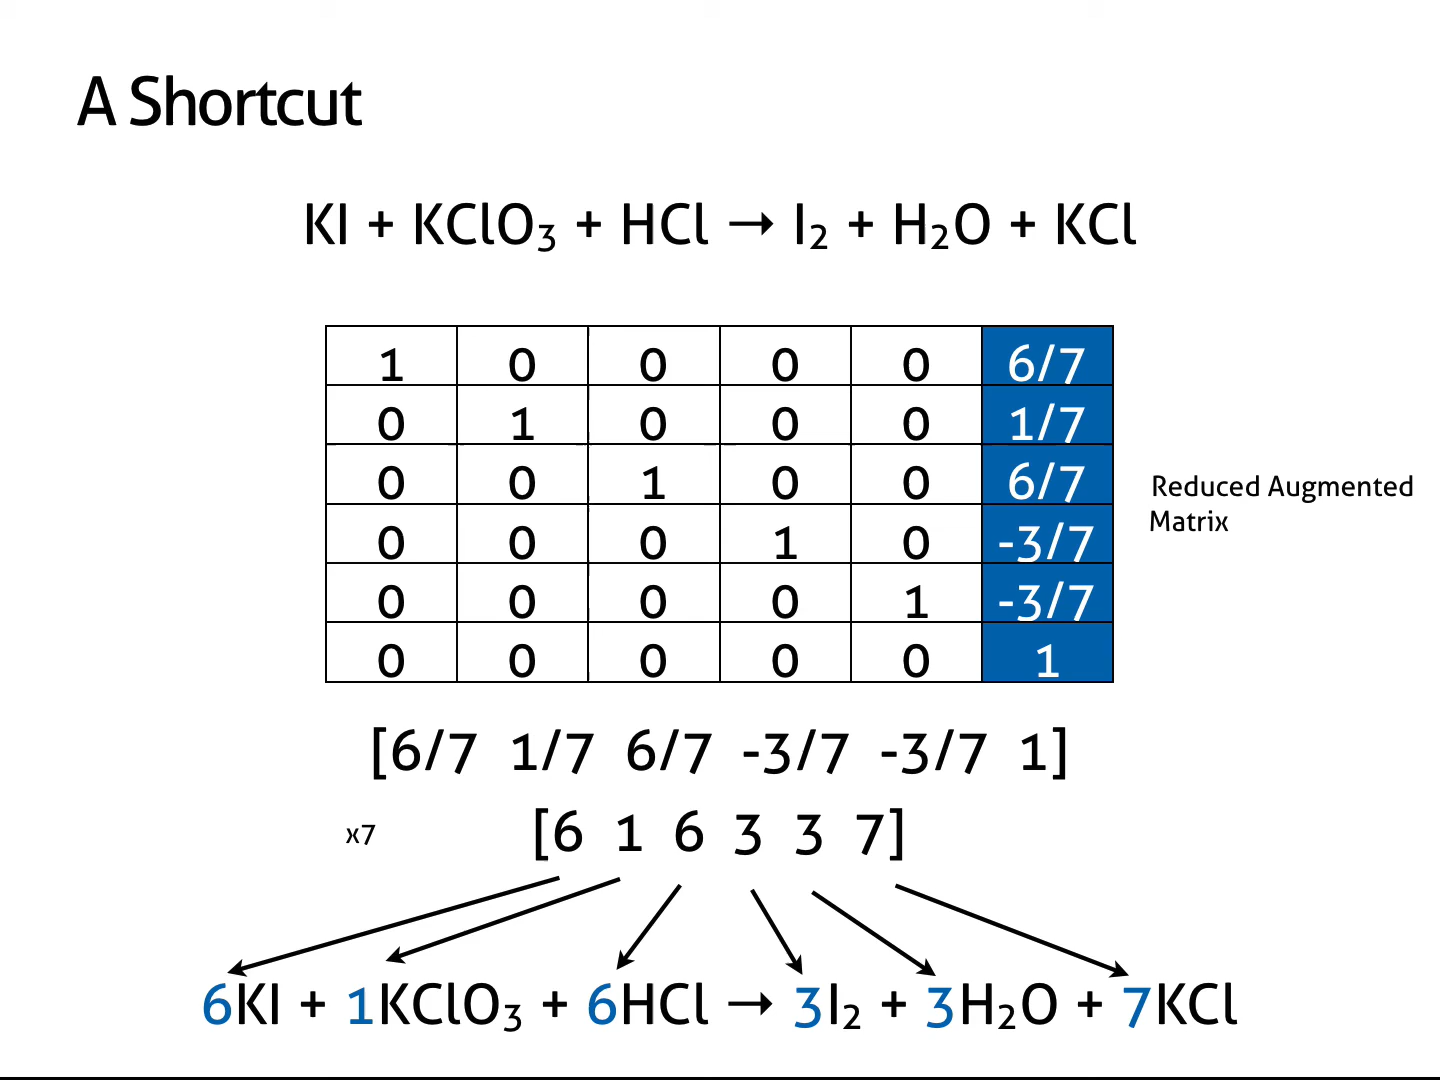 A Shortcut
KI + KClO₃ + HCl → I₂ + H₂O + KCl
1 0 0 0 0 6/7
0 1 0 0 0 1/7
0 0 1 0 0 6/7
0 0 0 1 0 -3/7
0 0 0 0 1 -3/7
0 0 0 0 0 1
Reduced Augmented
Matrix
[6/7 1/7 6/7 -3/7 -3/7 1]
x7 [6 1 6 3 3 7]
6KI + 1KClO₃ + 6HCl → 3I₂ + 3H₂O + 7KCl